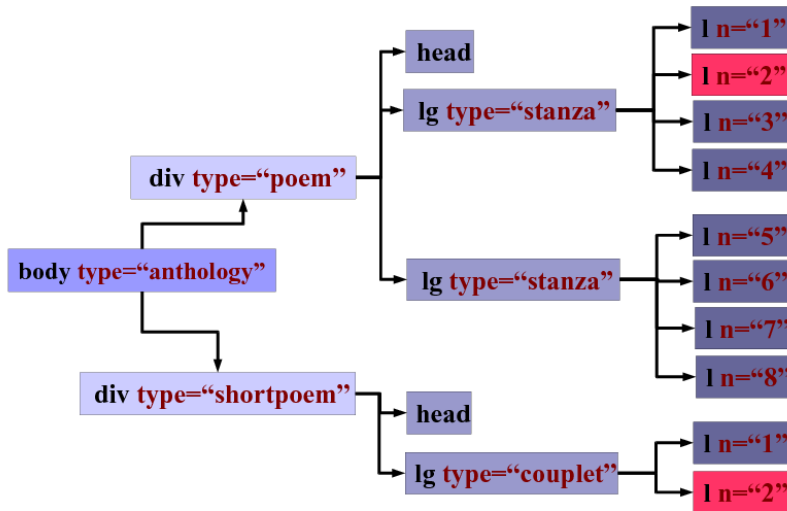 l n=“1”
head
l n=“2”
lg type=“stanza”
l n=“3”
l n=“4”
div type=“poem”
l n=“5”
body type=“anthology”
lg type=“stanza”
l n=“6”
l n=“7”
l n=“8”
div type=“shortpoem”
head
l n=“1”
lg type=“couplet”
l n=“2”